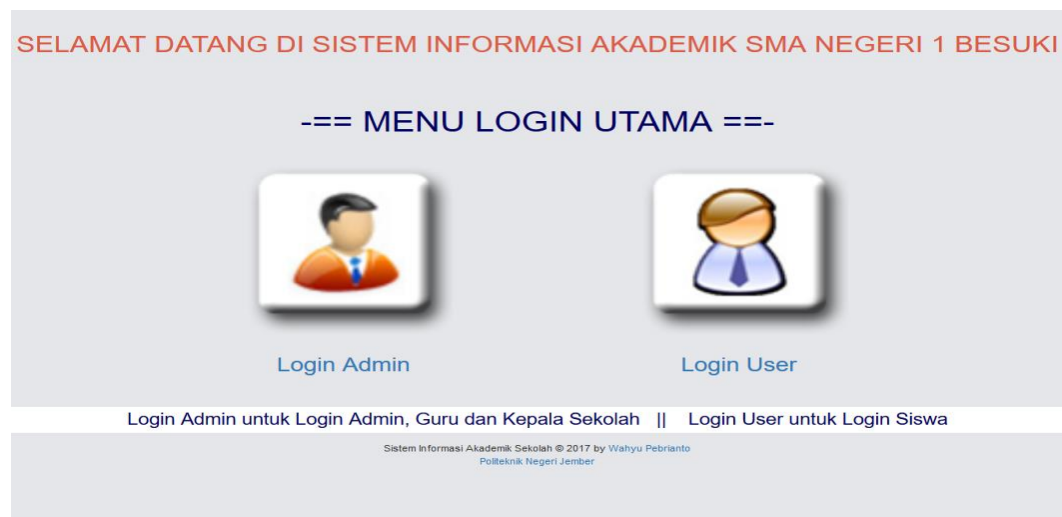 SELAMAT DATANG DI SISTEM INFORMASI AKADEMIK SMA NEGERI 1 BESUKI
-== MENU LOGIN UTAMA ==-
Login Admin
Login User
Login Admin untuk Login Admin, Guru dan Kepala Sekolah || Login User untuk Login Siswa
Sistem Informasi Akademik Sekolah © 2017 by Wahyu Pebrianto
Politeknik Negeri Jember